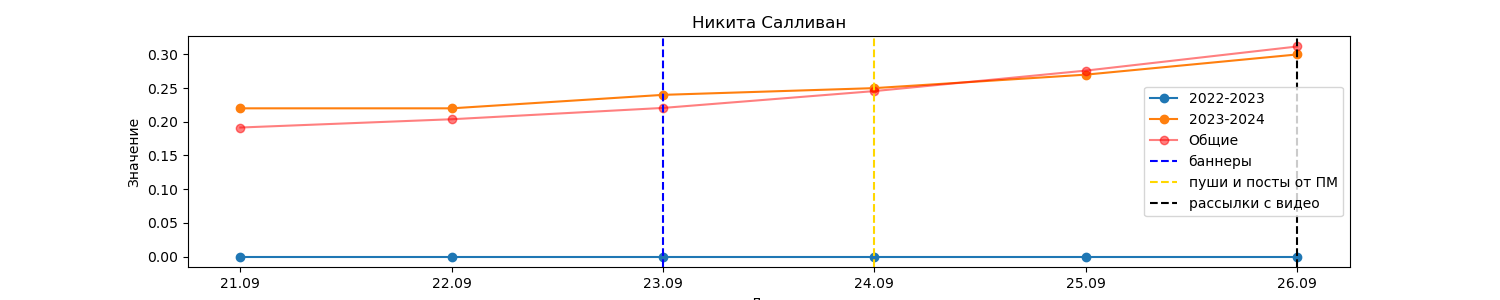 Никита Салливан
Значение
0.30
0.25
0.20
0.15
0.10
0.05
0.00
21.09 22.09 23.09 24.09 25.09 26.09
2022-2023
2023-2024
Общие
баннеры
пуши и посты от ПМ
рассылки с видео